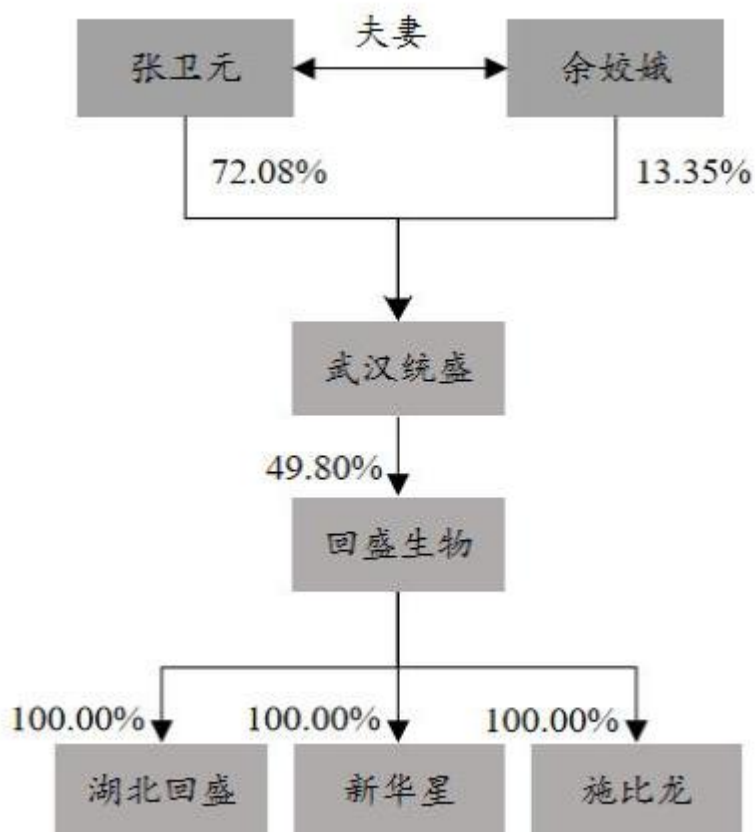 夫妻
张卫元
余姣娥
72.08%
13.35%
武汉统盛
49.80%
回盛生物
100.00%
100.00%
100.00%
湖北回盛
新华星
施比龙